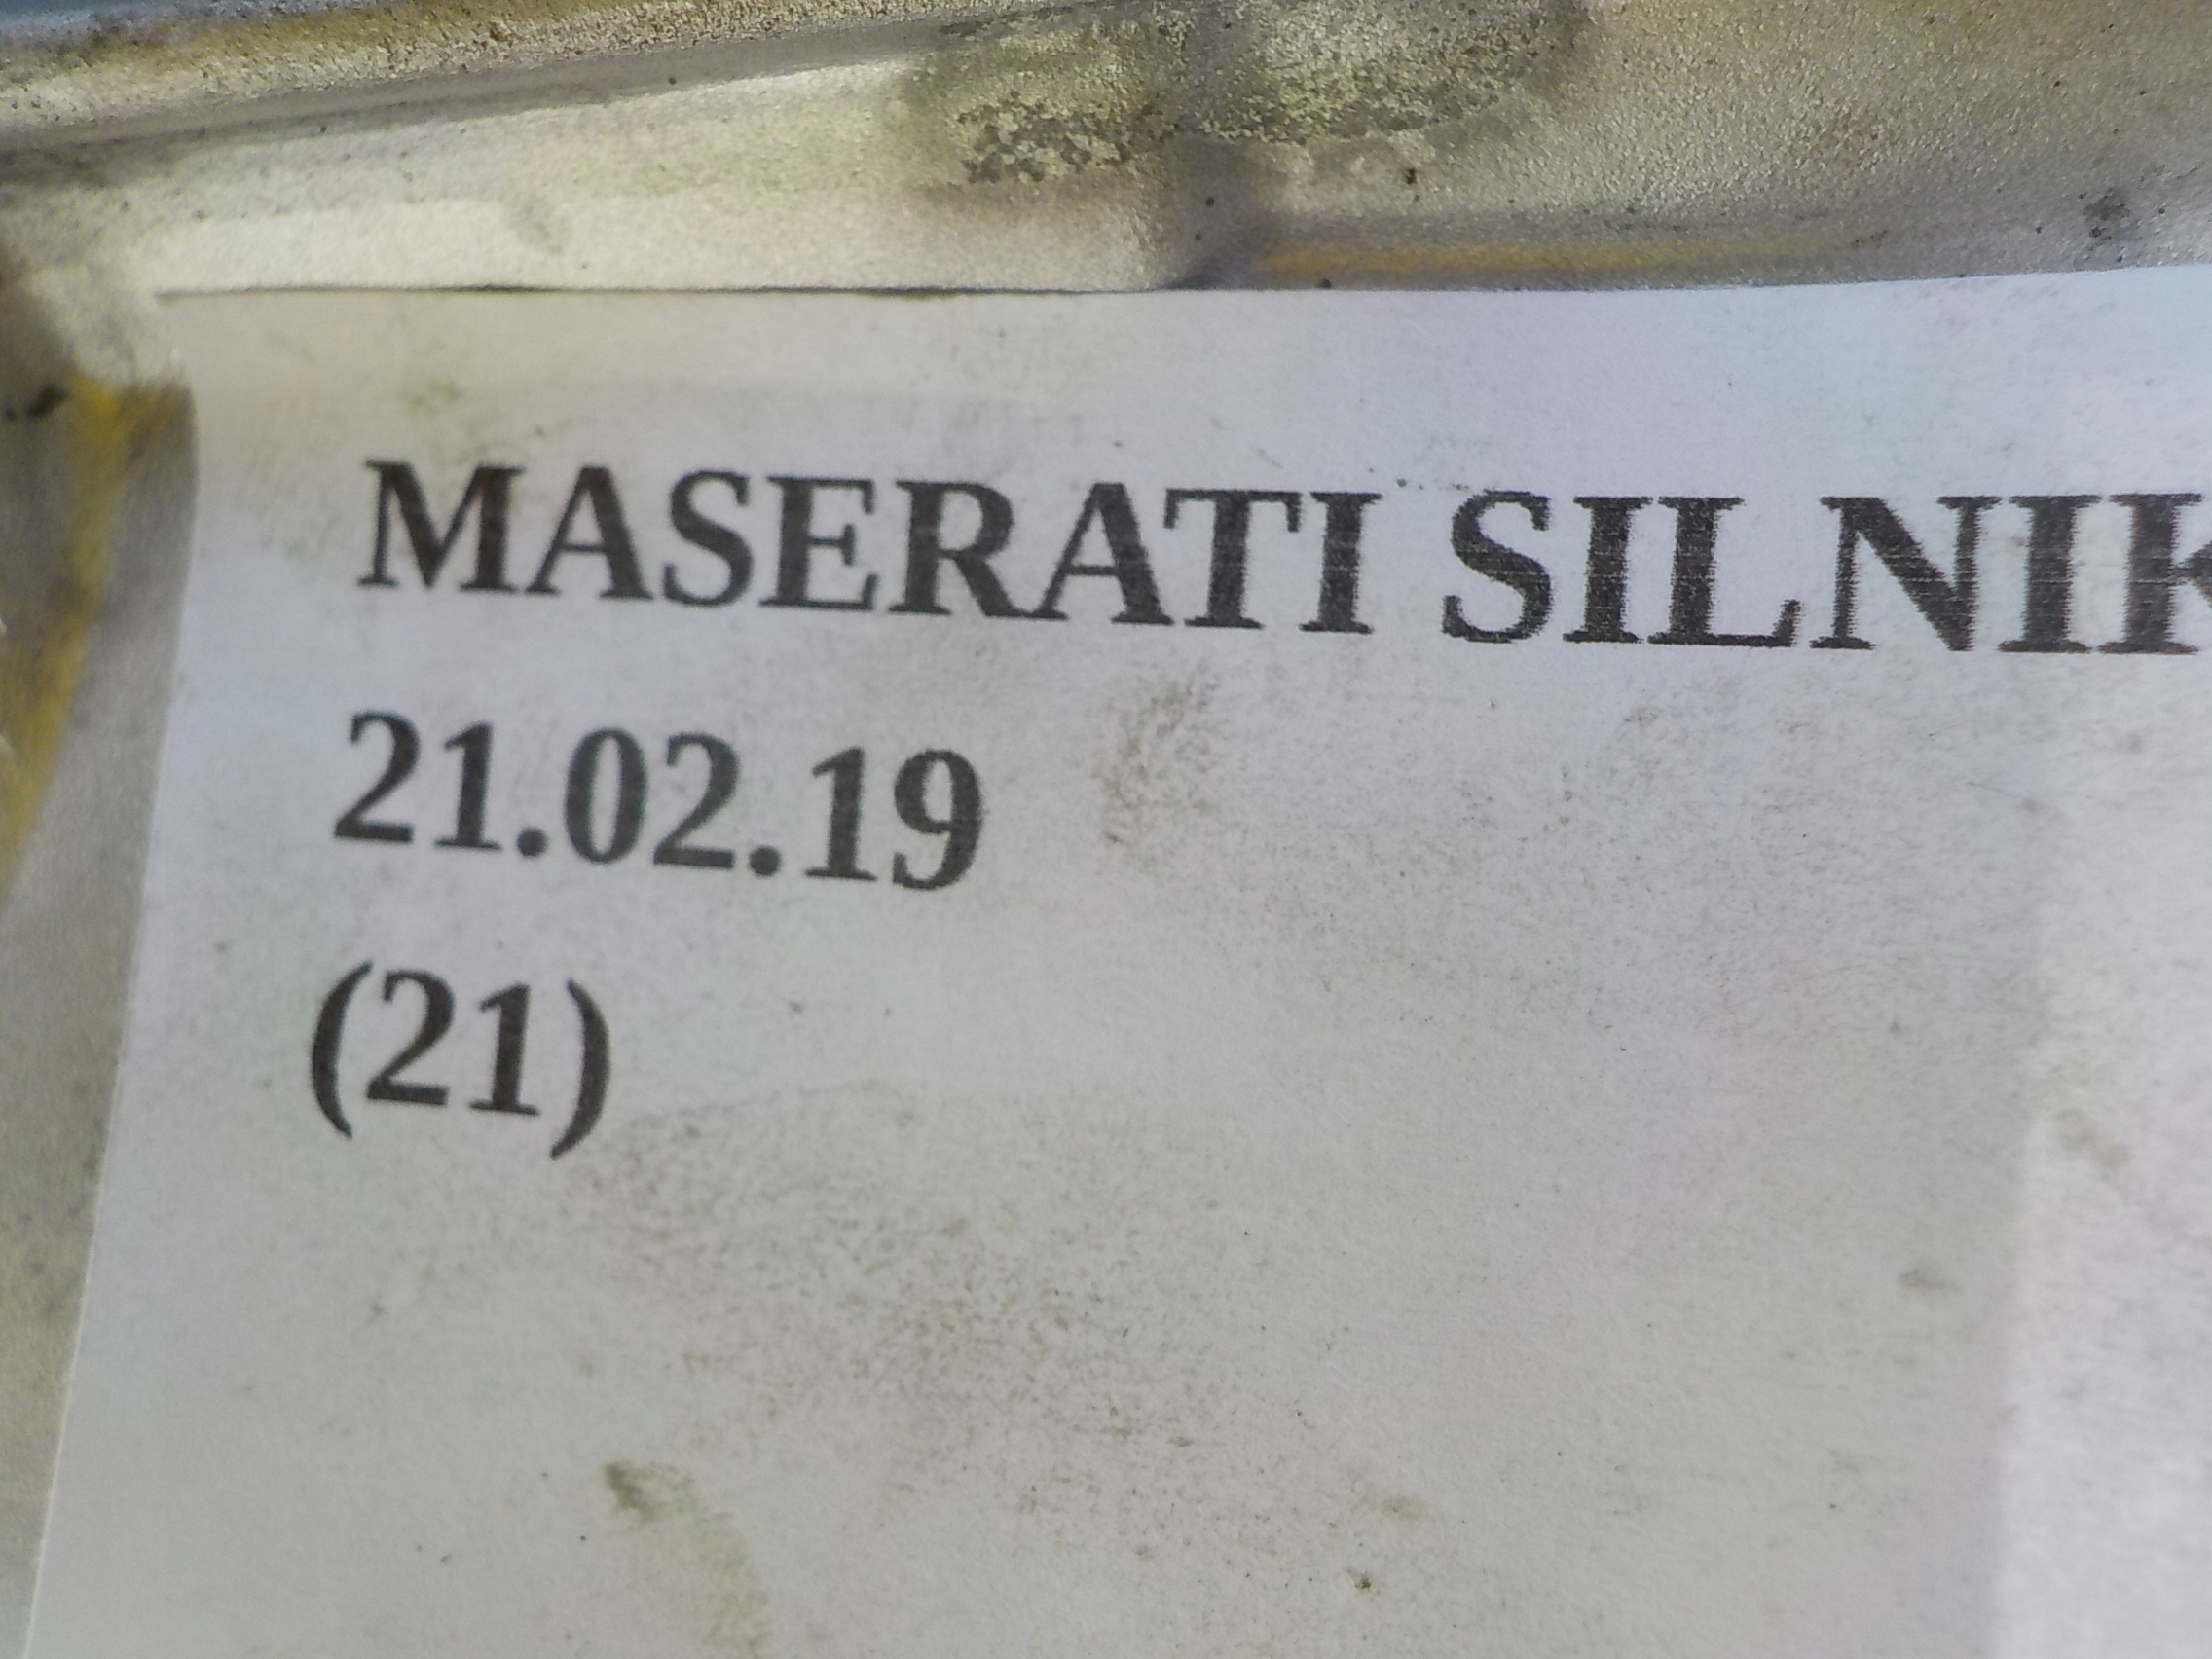 MASERATI SILNIK
21.02.19
(21)